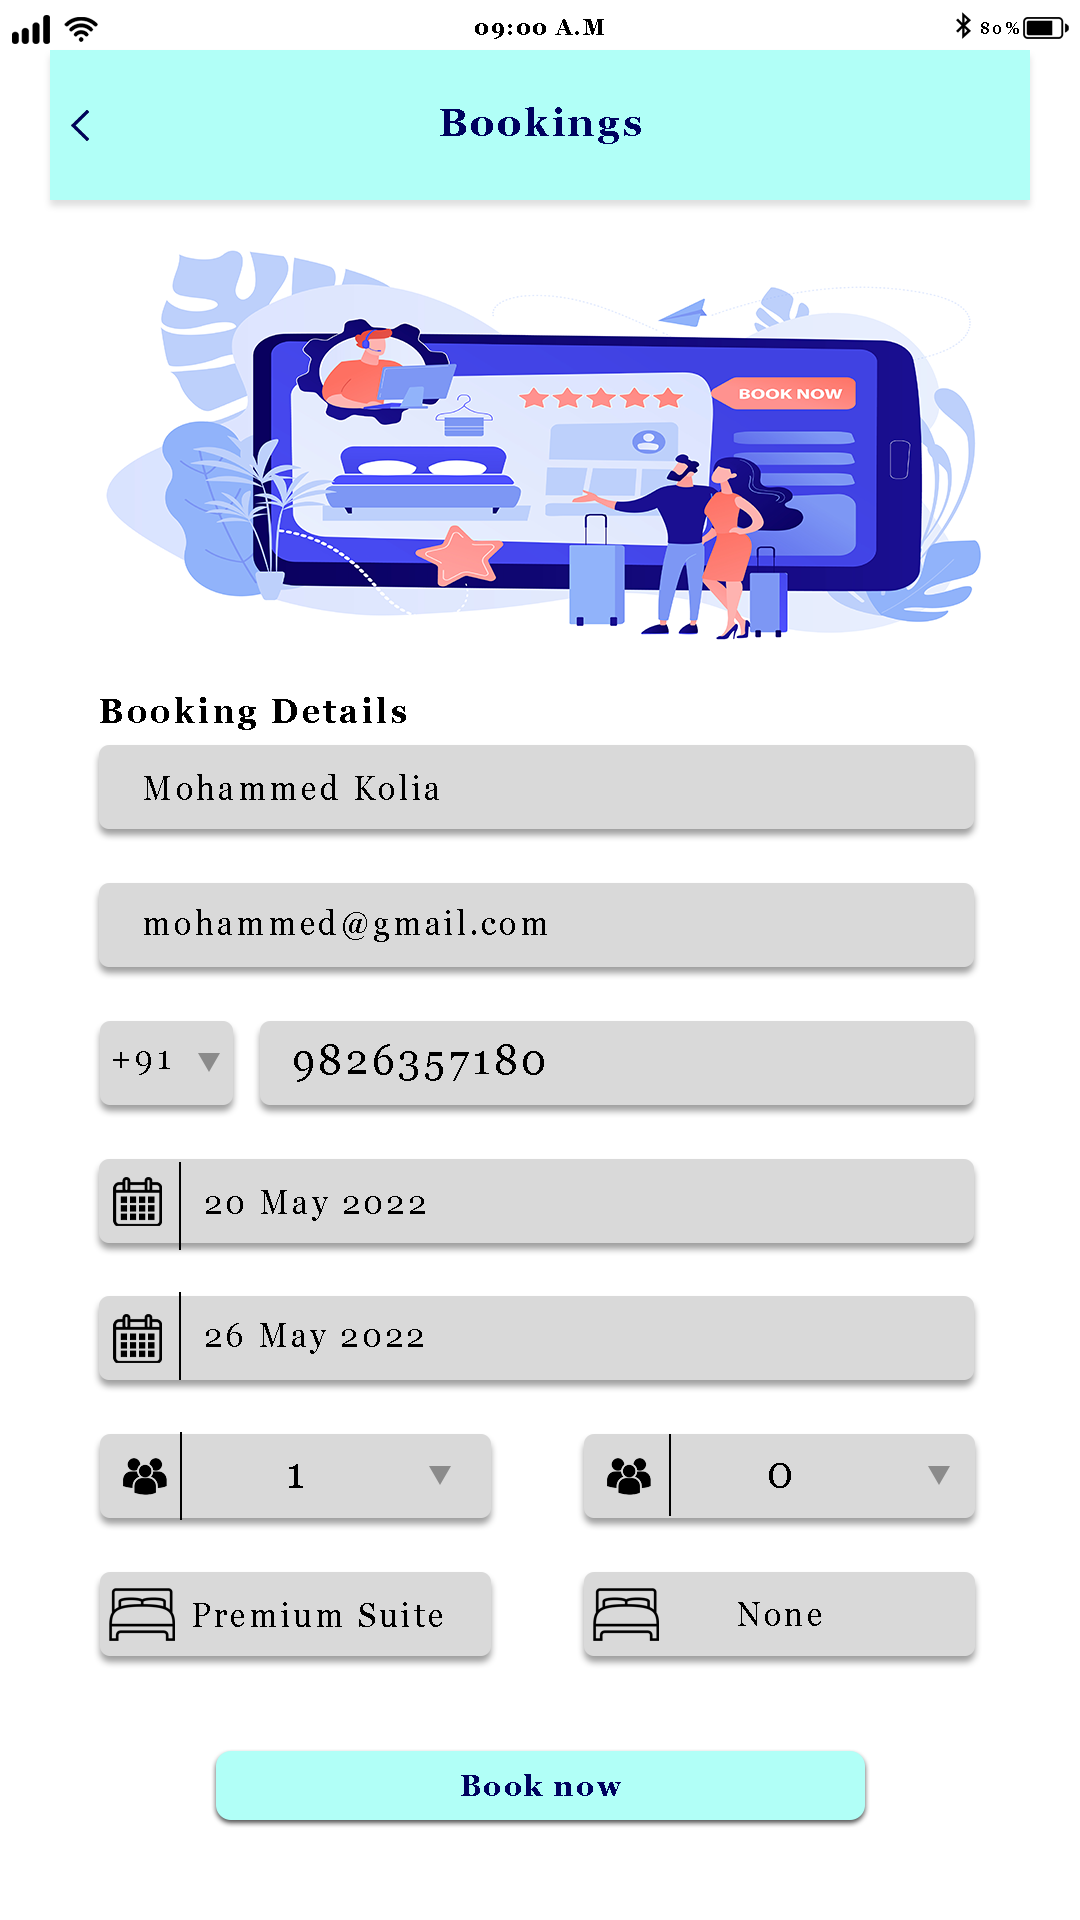 09:00 A.M
80%
Bookings
BOOK NOW
Booking Details
Mohammed Kolia
mohammed@gmail.com
+91 9826357180
20 May 2022
26 May 2022
1 0
Premium Suite None
Book now